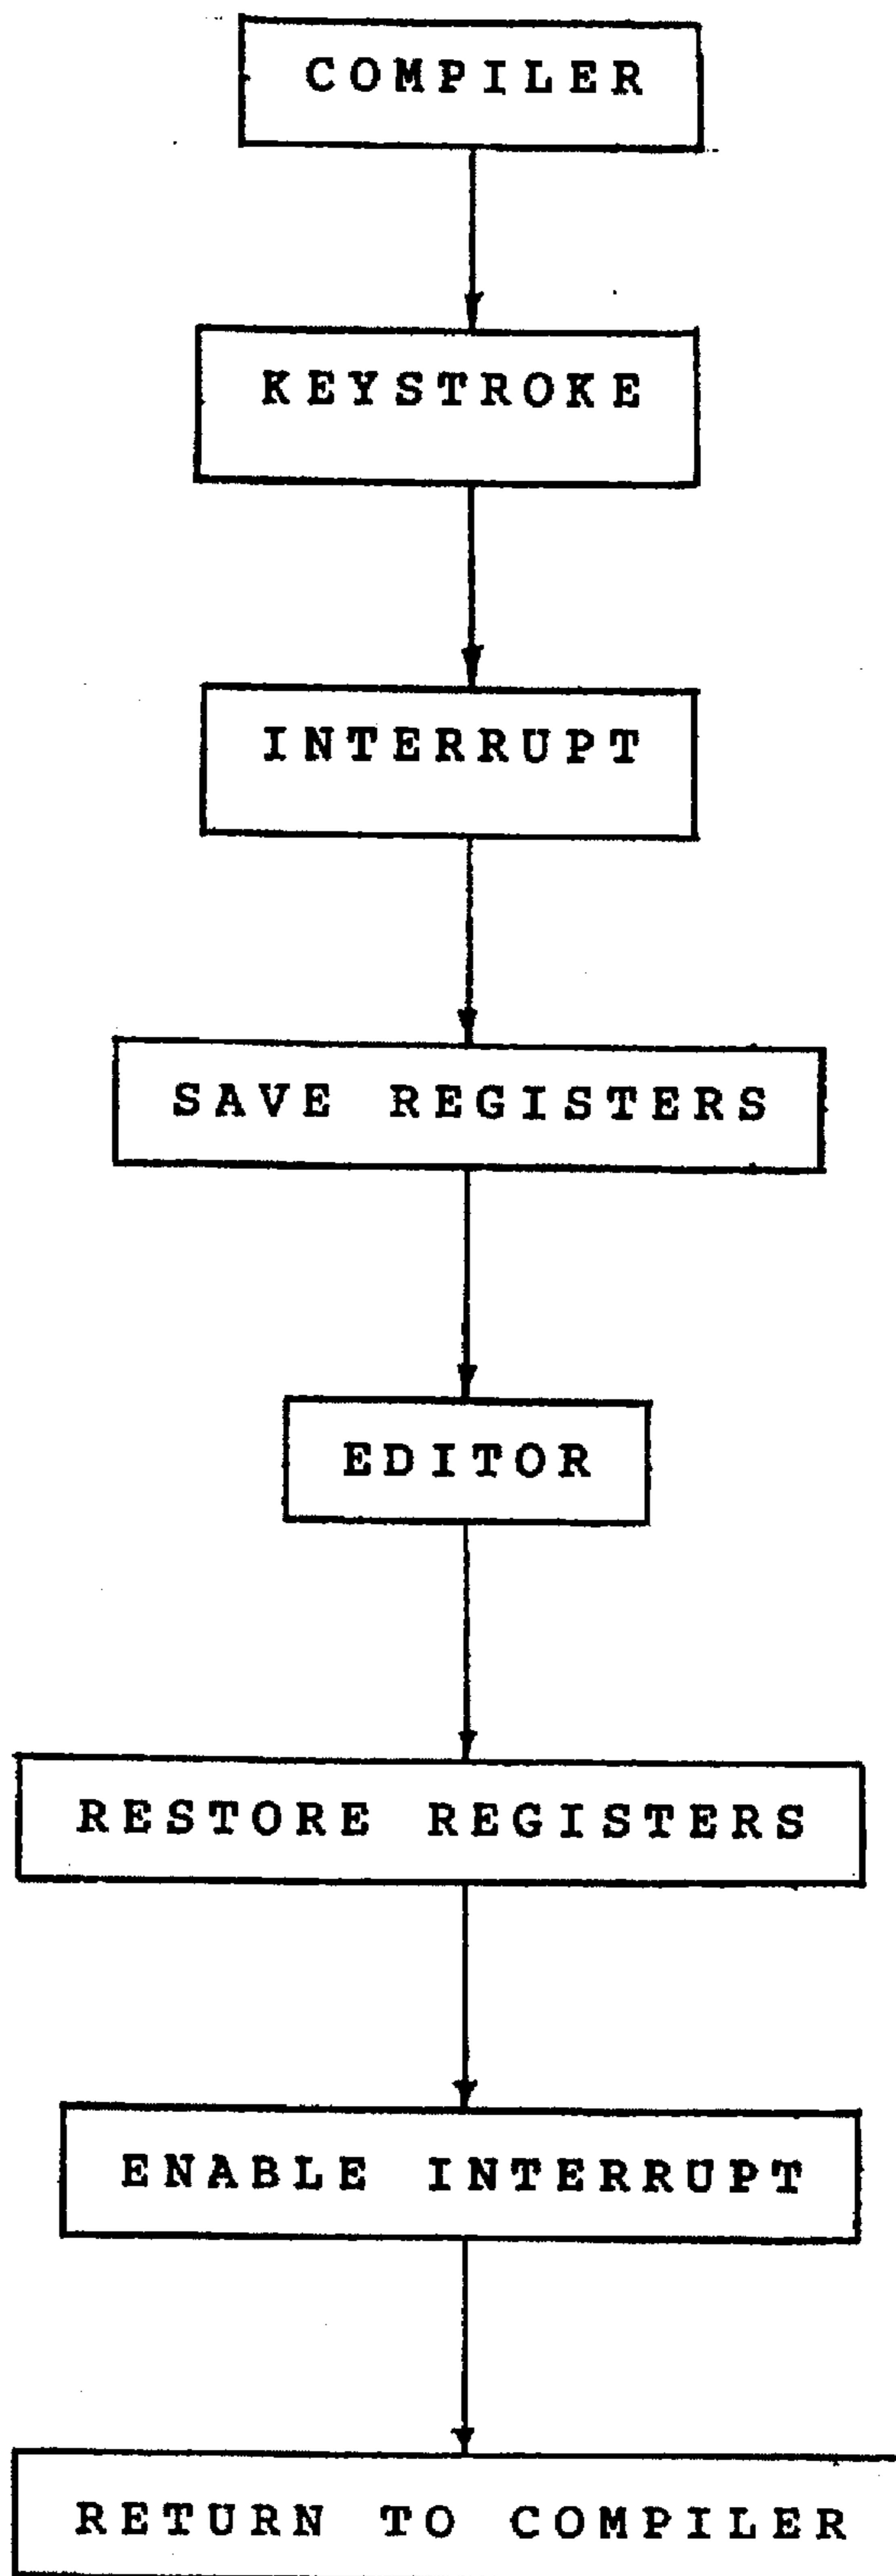 COMPILER
KEYSTROKE
INTERRUPT
SAVE REGISTERS
EDITOR
RESTORE REGISTERS
ENABLE INTERRUPT
RETURN TO COMPILER